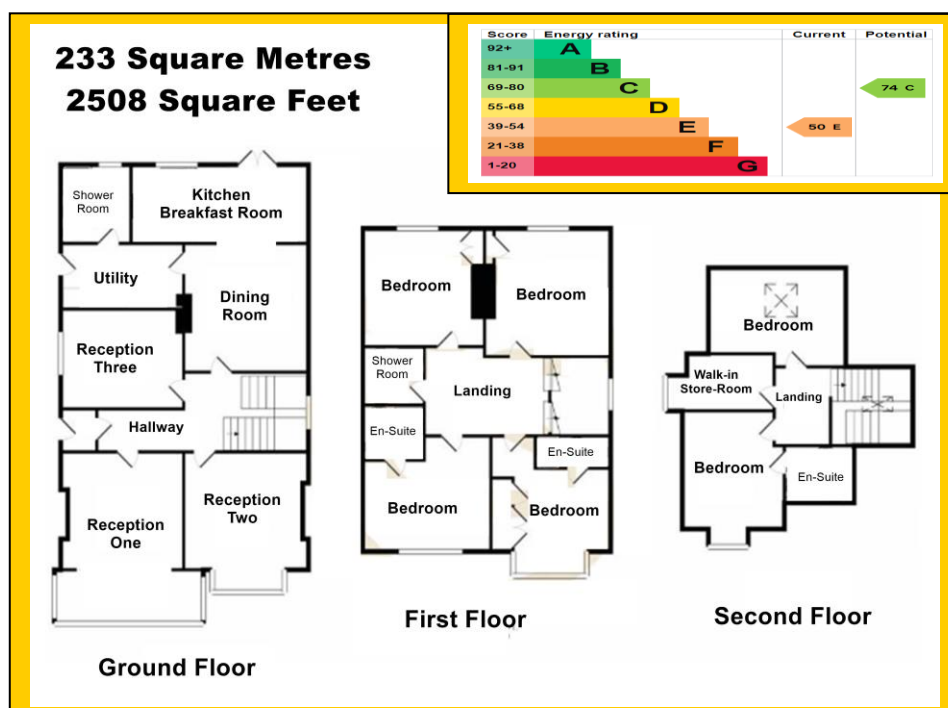 233 Square Metres
2508 Square Feet
Score Energy rating Current Potential
92+ A
81-91 B
69-80 C 74 C
55-68 D
39-54 E 50 E
21-38 F
1-20 G
Shower
Room
Kitchen
Breakfast Room
Utility
Dining
Room
Reception
Three
Hallway
Reception
One
Reception
Two
Ground Floor
Bedroom
Bedroom
Shower
Room
Landing
En-Suite
En-Suite
Bedroom
Bedroom
First Floor
Bedroom
Walk-in
Store-Room
Landing
Bedroom
En-Suite
Second Floor